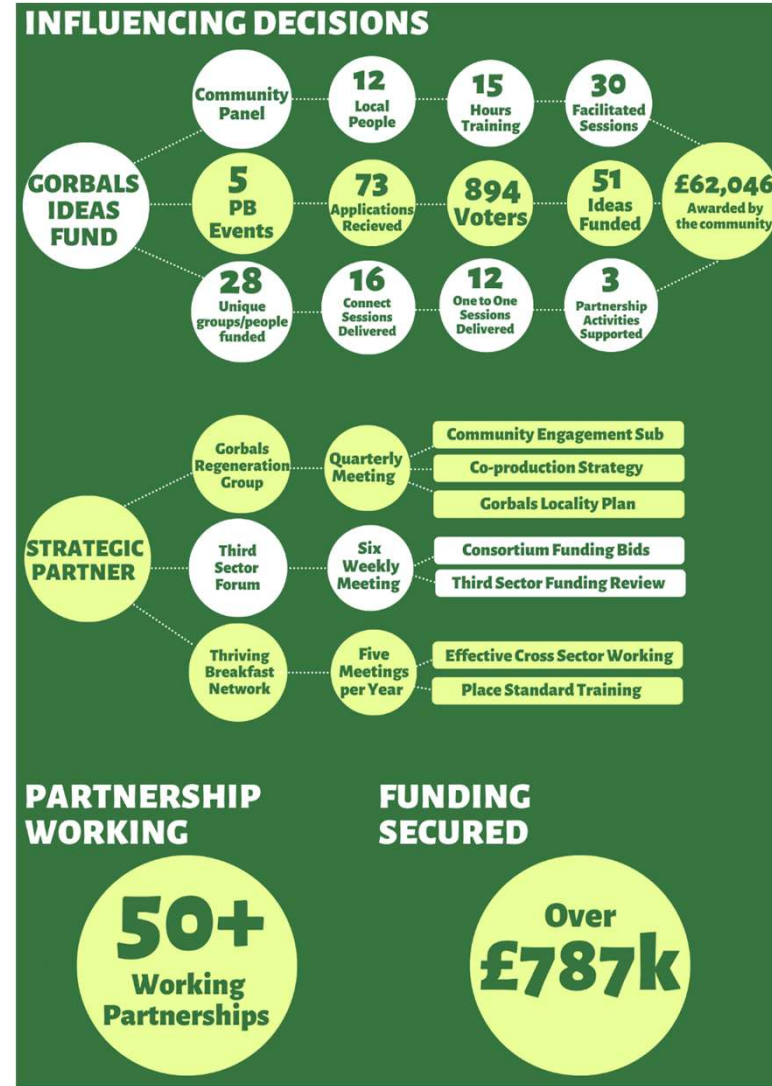 INFLUENCING DECISIONS
GORBALS
IDEAS
FUND
Community
Panel
12
Local
People
15
Hours
Training
30
Facilitated
Sessions
5
PB
Events
73
Applications
Recieved
894
Voters
51
Ideas
Funded
£62,046
Awarded by
the community
28
Unique
groups/people
funded
16
Connect
Sessions
Delivered
12
One to One
Sessions
Delivered
3
Partnership
Activities
Supported
STRATEGIC
PARTNER
Gorbals
Regeneration
Group
Quarterly
Meeting
Community Engagement Sub
Co-production Strategy
Gorbals Locality Plan
Third
Sector
Forum
Six
Weekly
Meeting
Consortium Funding Bids
Third Sector Funding Review
Thriving
Breakfast
Network
Five
Meetings
per Year
Effective Cross Sector Working
Place Standard Training
PARTNERSHIP
WORKING
50+
Working
Partnerships
FUNDING
SECURED
Over
£787k